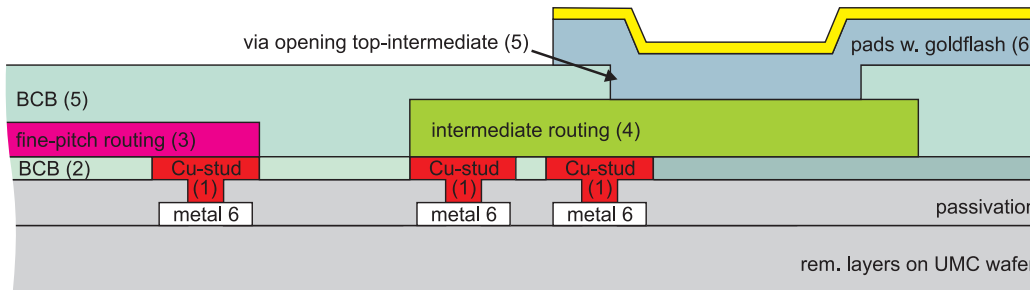 via opening top-intermediate (5)
pads w. goldflash (6
BCB (5)
intermediate routing (4)
fine-pitch routing (3)
BCB (2)
Cu-stud
(1)
Cu-stud
(1)
Cu-stud
(1)
metal 6
metal 6
metal 6
passivation
rem. layers on UMC wafer